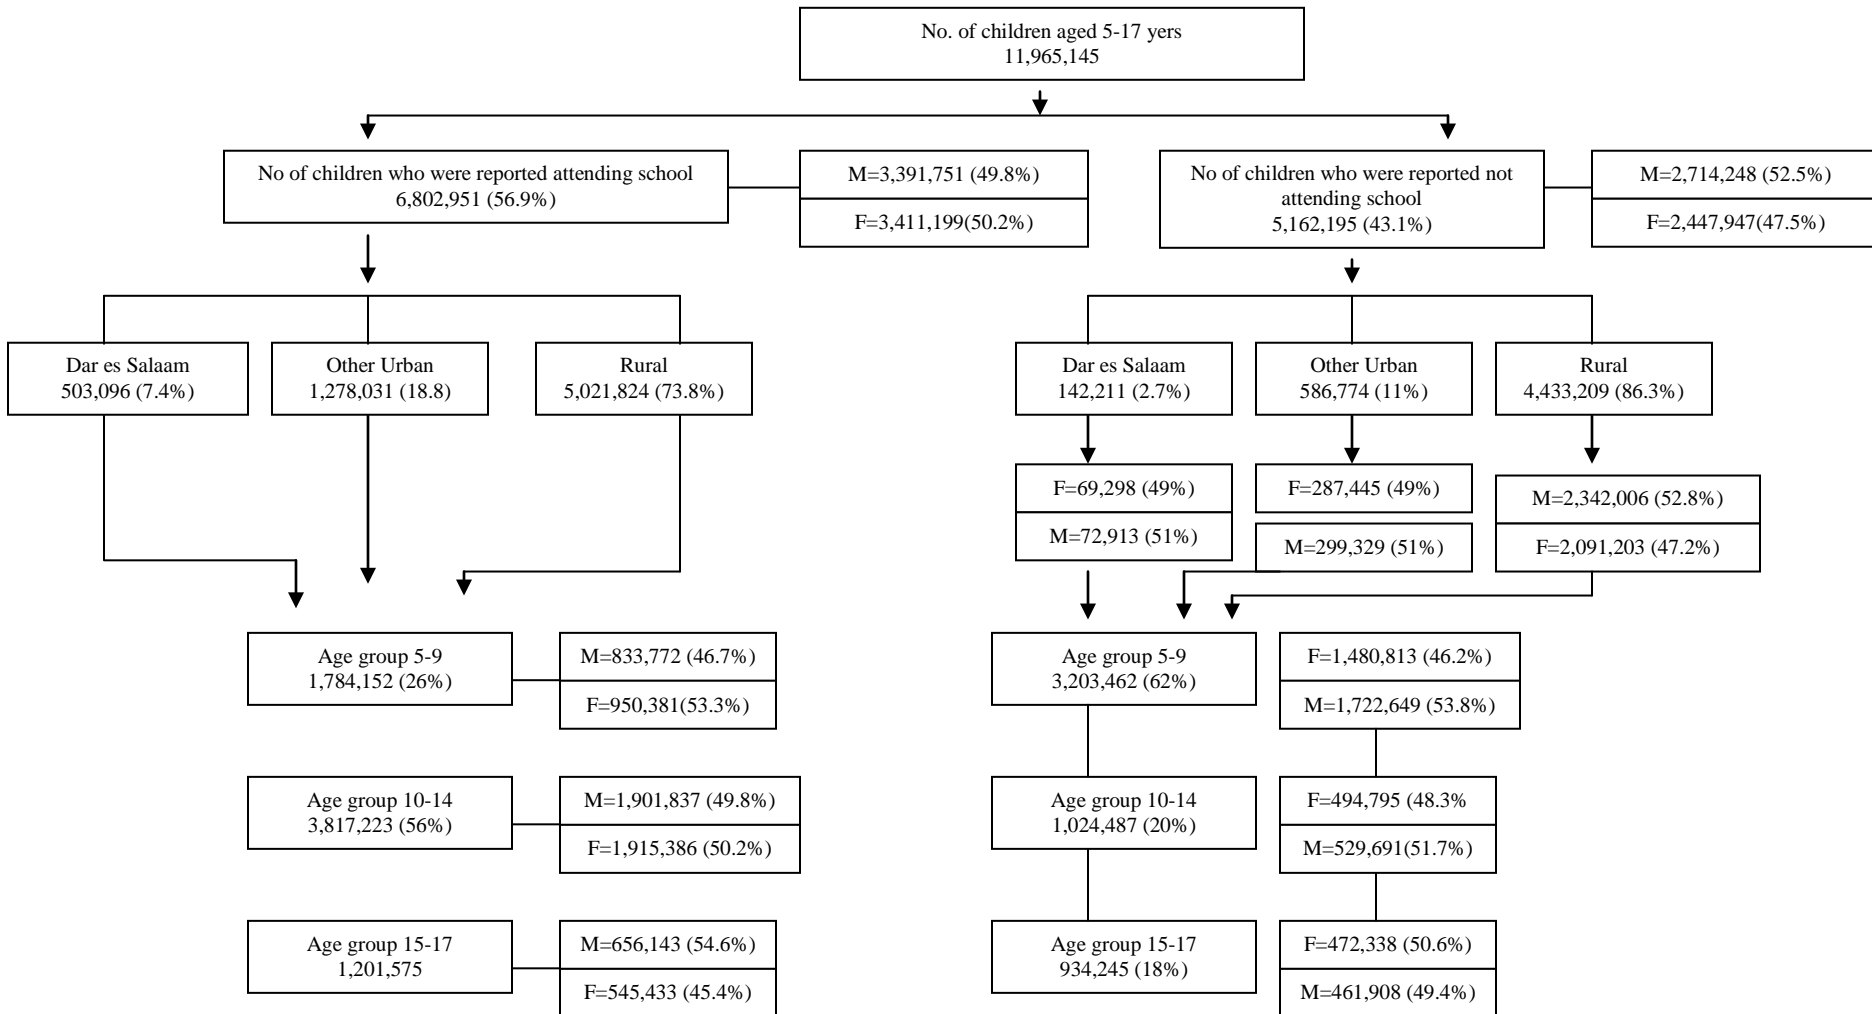 No. of children aged 5-17 yers
11,965,145
No of children who were reported attending school
6,802,951 (56.9%)
M=3,391,751 (49.8%)
F=3,411,199(50.2%)
No of children who were reported not
attending school
5,162,195 (43.1%)
M=2,714,248 (52.5%)
F=2,447,947(47.5%)
Dar es Salaam
503,096 (7.4%)
Other Urban
1,278,031 (18.8)
Rural
5,021,824 (73.8%)
Dar es Salaam
142,211 (2.7%)
Other Urban
586,774 (11%)
Rural
4,433,209 (86.3%)
F=69,298 (49%)
M=72,913 (51%)
F=287,445 (49%)
M=299,329 (51%)
M=2,342,006 (52.8%)
F=2,091,203 (47.2%)
Age group 5-9
1,784,152 (26%)
M=833,772 (46.7%)
F=950,381(53.3%)
Age group 5-9
3,203,462 (62%)
F=1,480,813 (46.2%)
M=1,722,649 (53.8%)
Age group 10-14
3,817,223 (56%)
M=1,901,837 (49.8%)
F=1,915,386 (50.2%)
Age group 10-14
1,024,487 (20%)
F=494,795 (48.3%
M=529,691(51.7%)
Age group 15-17
1,201,575
M=656,143 (54.6%)
F=545,433 (45.4%)
Age group 15-17
934,245 (18%)
F=472,338 (50.6%)
M=461,908 (49.4%)